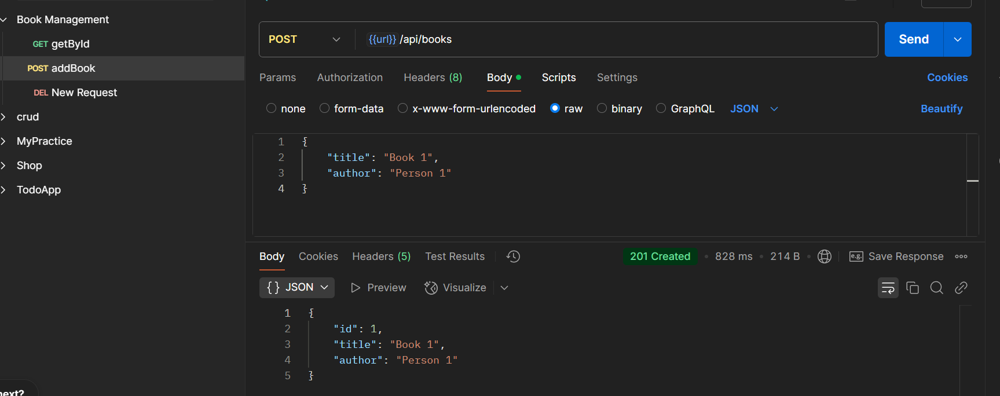 Book Management
GET getById
POST addBook
DEL New Request
crud
MyPractice
Shop
TodoApp
next?
POST {{url}} /api/books Send
Params Authorization Headers (8) Body Scripts Settings Cookies
none form-data x-www-form-urlencoded raw binary GraphQL JSON Beautify
1 {
2 "title": "Book 1",
3 "author": "Person 1"
4 }
Body Cookies Headers (5) Test Results 201 Created 828 ms 214 B e.g. Save Response
{} JSON Preview Visualize
1 {
2 "id": 1,
3 "title": "Book 1",
4 "author": "Person 1"
5 }